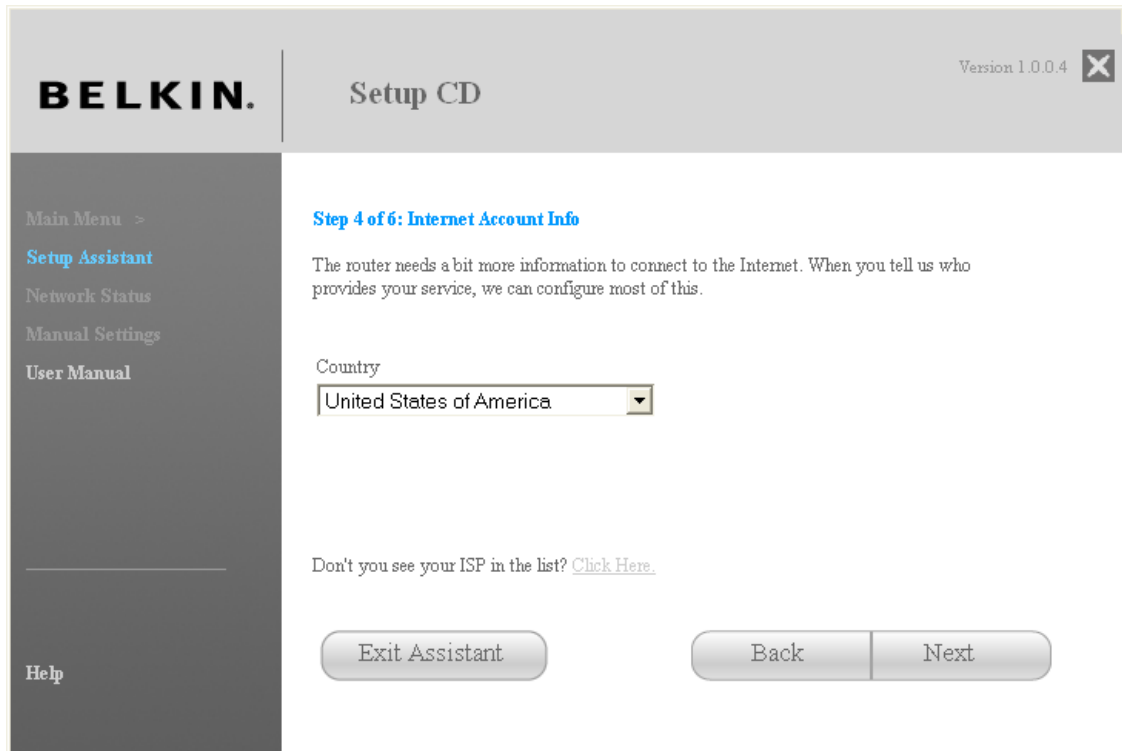 BELKIN.
Setup CD
Version 1.0.0.4
Main Menu >
Setup Assistant
Network Status
Manual Settings
User Manual
Help
Step 4 of 6: Internet Account Info
The router needs a bit more information to connect to the Internet. When you tell us who
provides your service, we can configure most of this.
Country
United States of America
Don't you see your ISP in the list? Click Here.
Exit Assistant
Back
Next